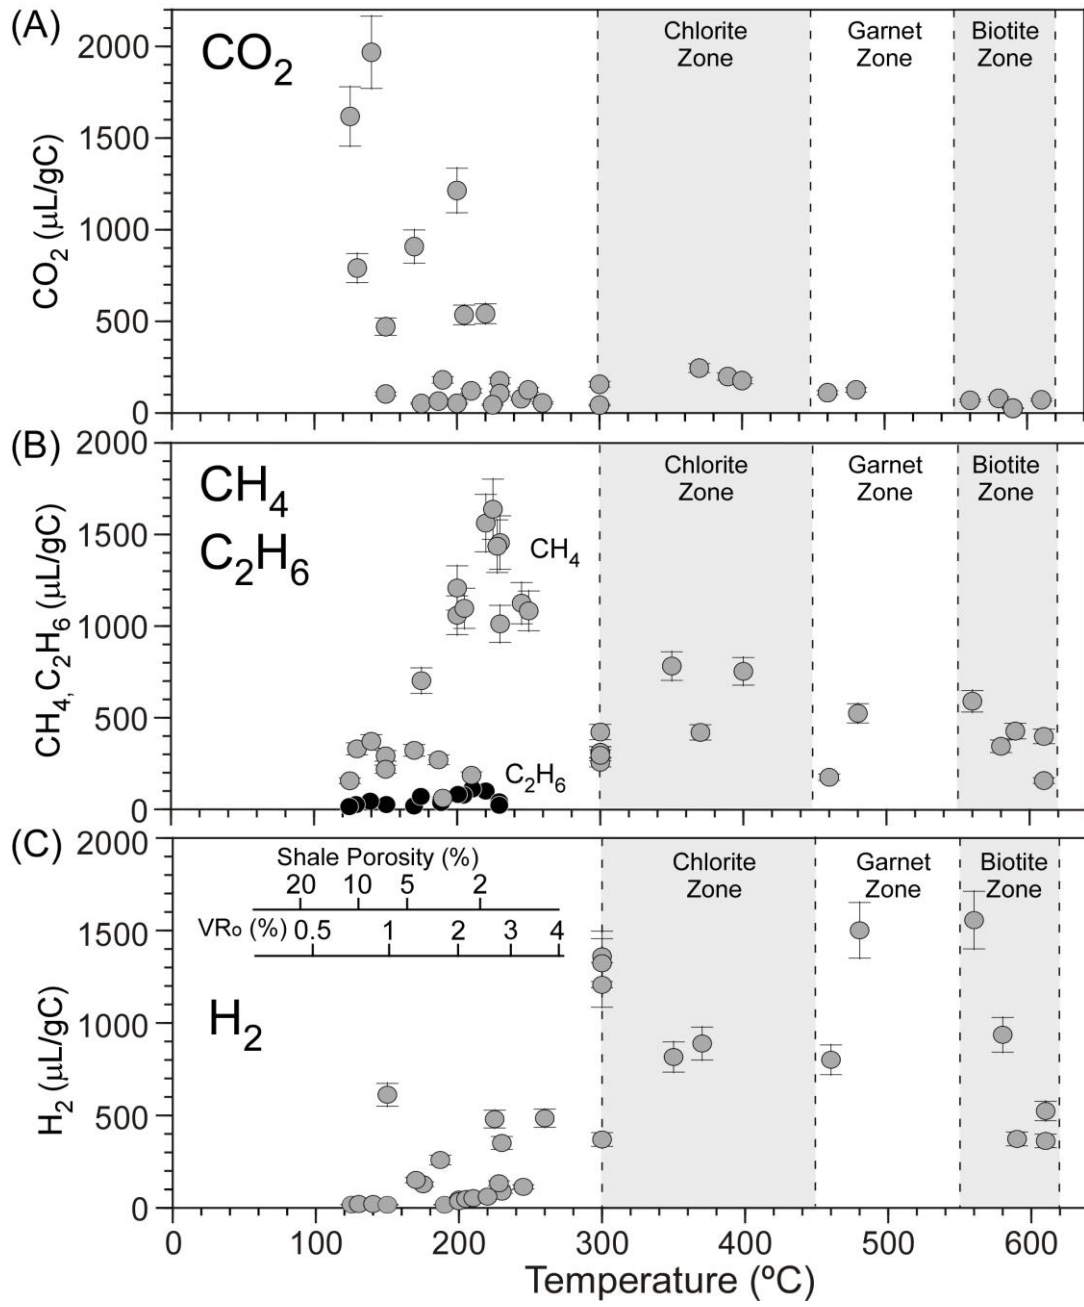 (A)
CO2
Chlorite Zone
Garnet Zone
Biotite Zone
CO2 (μL/gC)
2000
1500
1000
500
0
(B)
CH4
C2H6
Chlorite Zone
Garnet Zone
Biotite Zone
CH4
C2H6
CH4, C2H6 (μL/gC)
2000
1500
1000
500
0
(C)
Shale Porosity (%)
20 10 5 2
VRo (%) 0.5 1 2 3 4
H2
Chlorite Zone
Garnet Zone
Biotite Zone
H2 (μL/gC)
2000
1500
1000
500
0
0 100 200 300 400 500 600
Temperature (ºC)